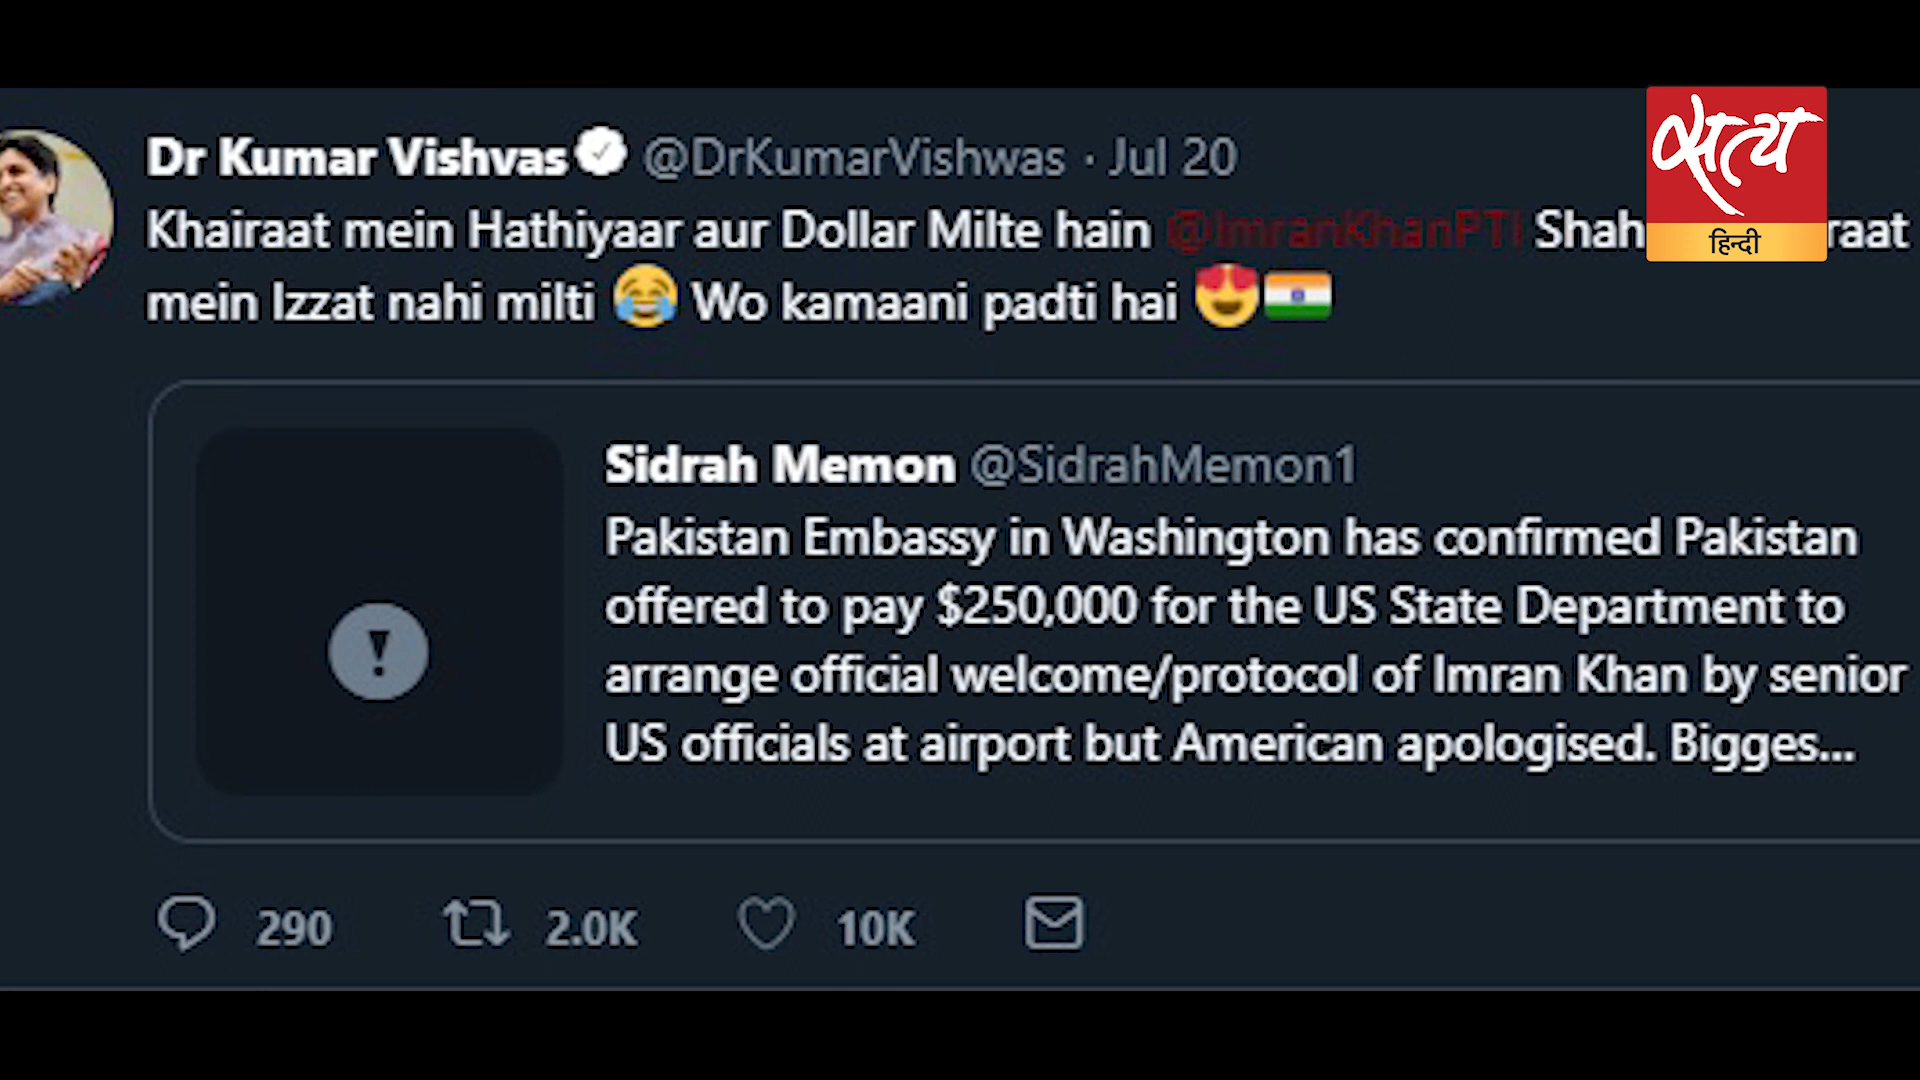 Dr Kumar Vishvas @DrKumarVishwas · Jul 20
Khairaat mein Hathiyaar aur Dollar Milte hain @ImranKhanPTI Shah raat
mein Izzat nahi milti 😂 Wo kamaani padti hai 😍🇮🇳
Sidrah Memon @SidrahMemon1
Pakistan Embassy in Washington has confirmed Pakistan
offered to pay $250,000 for the US State Department to
arrange official welcome/protocol of Imran Khan by senior
US officials at airport but American apologised. Bigges...
290 2.0K 10K
सत्य
हिन्दी